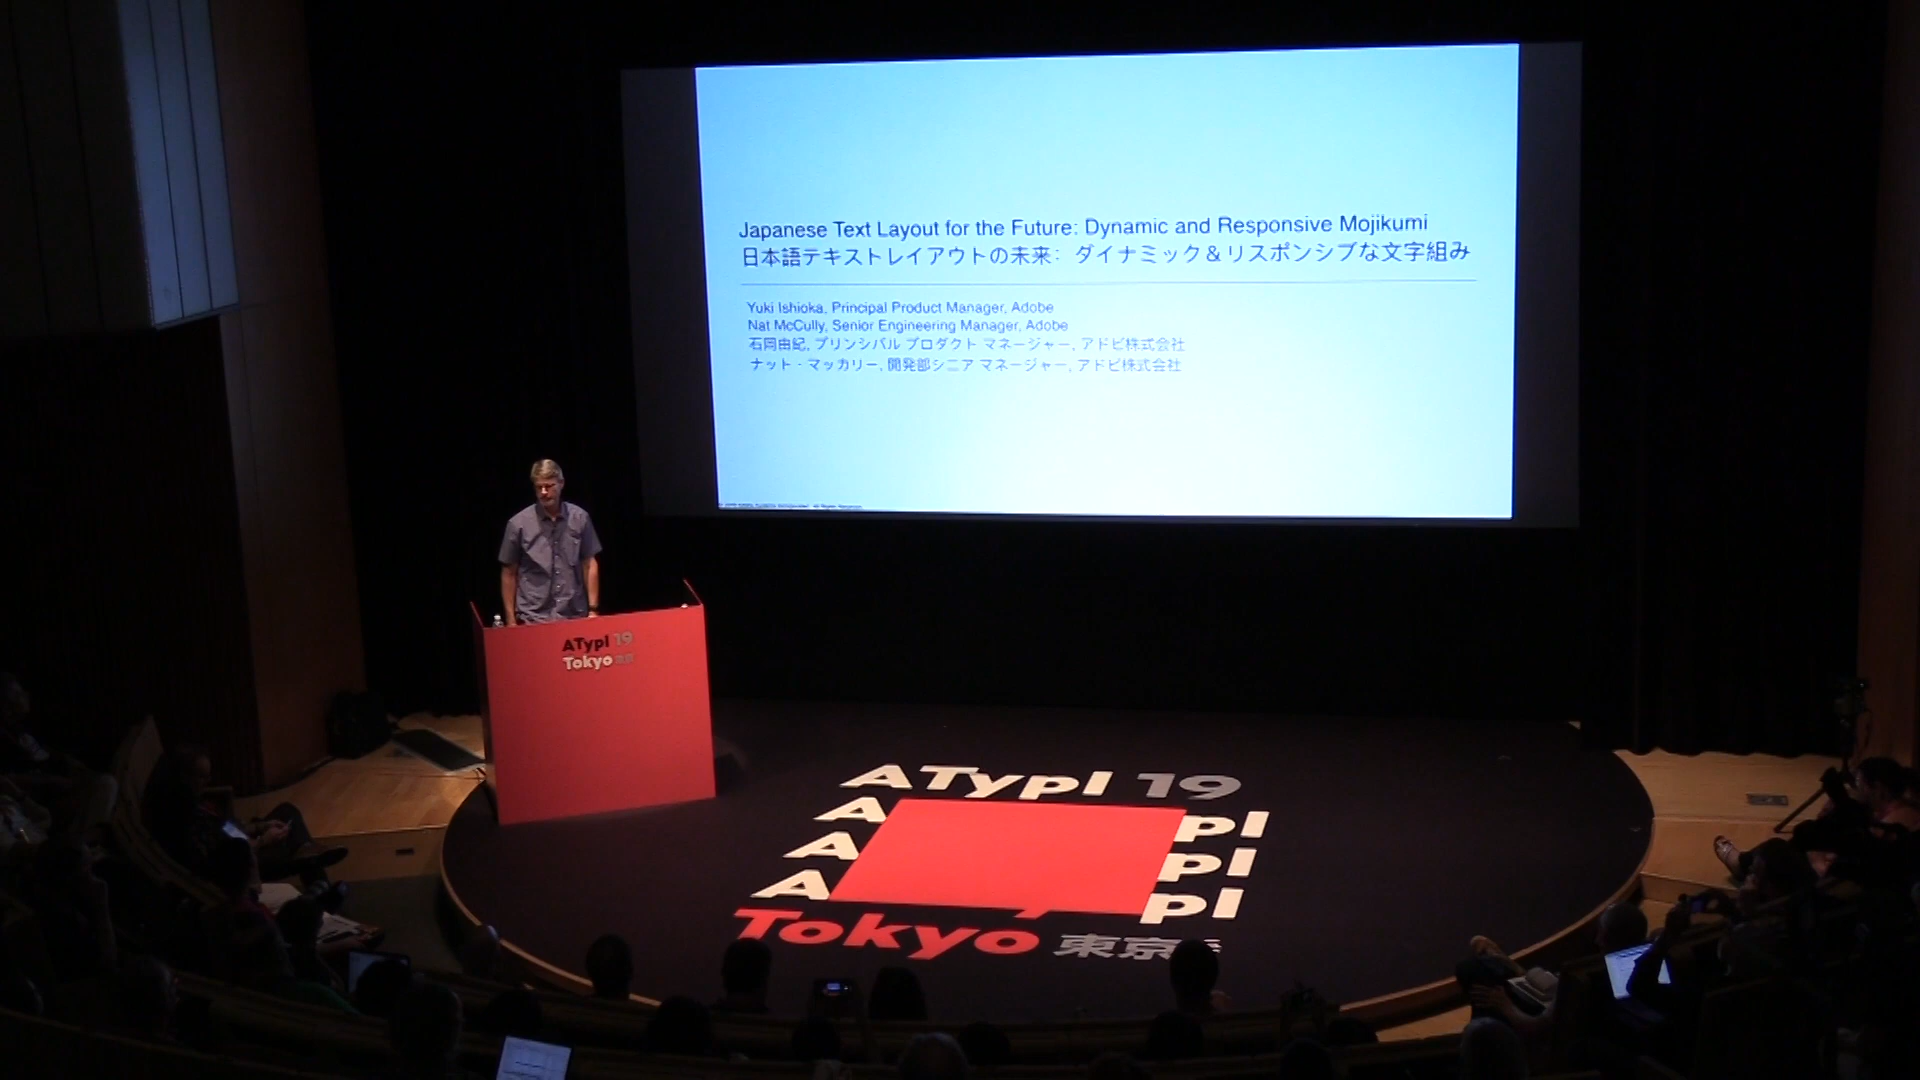 Japanese Text Layout for the Future: Dynamic and Responsive Mojikumi
日本語テキストレイアウトの未来：ダイナミック＆リスポンシブな文字組み
Yuki Ishioka, Principal Product Manager, Adobe
Nat McCully, Senior Engineering Manager, Adobe
石岡由紀, プリンシパル プロダクト マネージャー, アドビ株式会社
ナット・マッカリー, 開発部シニア マネージャー, アドビ株式会社
ATypI 19
Tokyo 東京
ATypI 19
A pI
A pI
A pI
Tokyo 東京